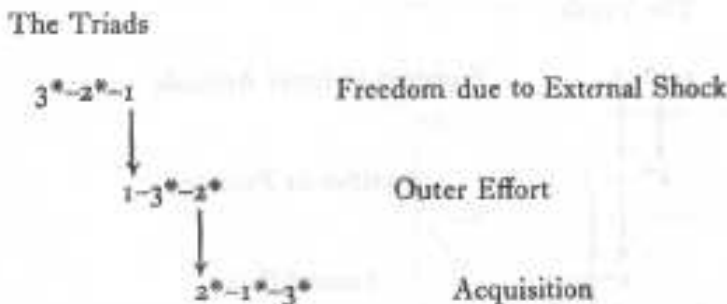 The Triads
3*-2*-1 Freedom due to External Shock
1-3*-2* Outer Effort
2*-1*-3* Acquisition